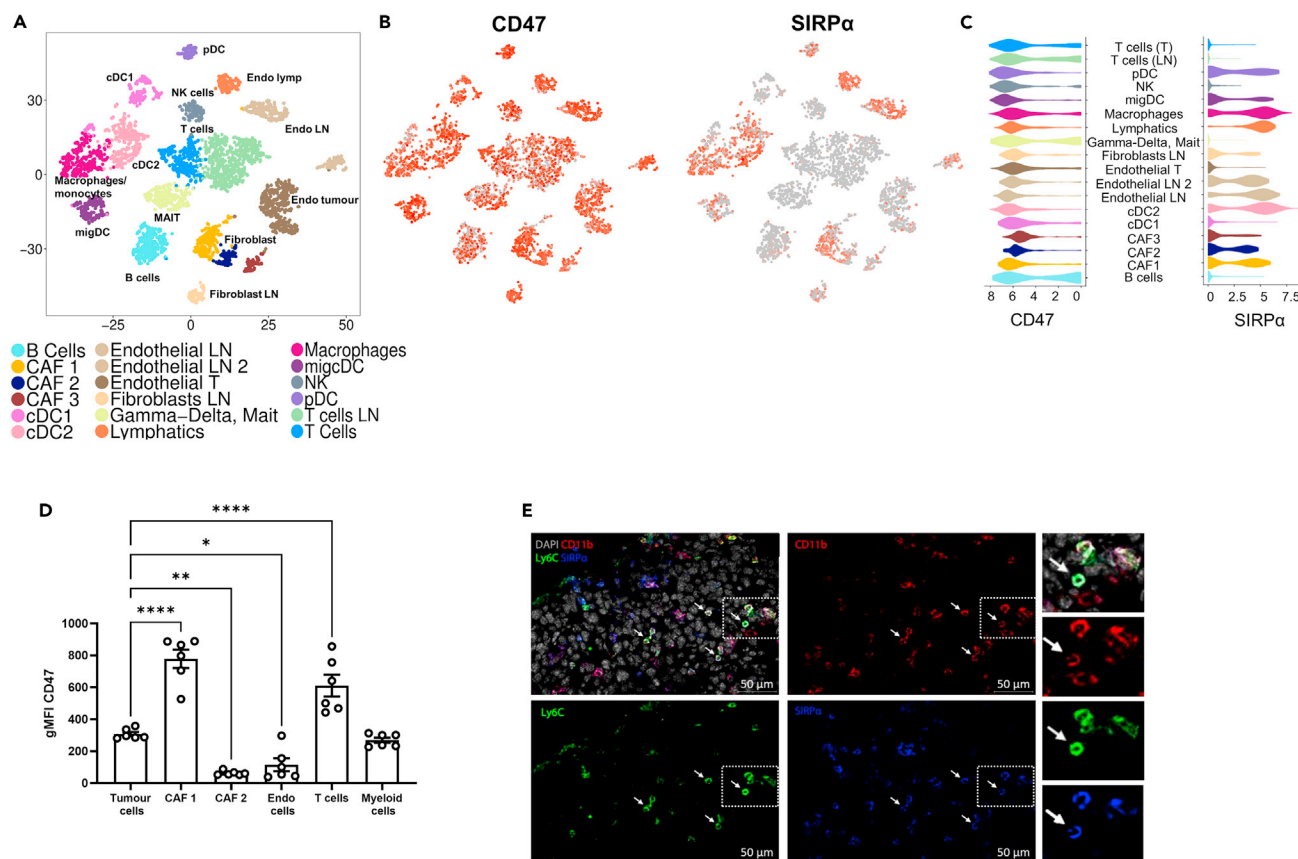 A
pDC
cDC1
Endo lymp
NK cells
Endo LN
T cells
cDC2
Macrophages/
monocytes
Endo tumour
MAIT
migDC
Fibroblast
B cells
Fibroblast LN
30
0
−30
−25
0
25
50
B Cells
CAF 1
CAF 2
CAF 3
cDC1
cDC2
Endothelial LN
Endothelial LN 2
Endothelial T
Fibroblasts LN
Gamma−Delta, Mait
Lymphatics
Macrophages
migcDC
NK
pDC
T cells LN
T Cells
B
CD47
SIRPα
C
T cells (T)
T cells (LN)
pDC
NK
migDC
Macrophages
Lymphatics
Gamma-Delta, Mait
Fibroblasts LN
Endothelial T
Endothelial LN 2
Endothelial LN
cDC2
cDC1
CAF3
CAF2
CAF1
B cells
8 6 4 2 0
CD47
0 2.5 5 7.5
SIRPα
D
****
*
**
****
gMFI CD47
1000
800
600
400
200
0
Tumour
cells
CAF 1
CAF 2
Endo
cells
T cells
Myeloid cells
E
DAPI CD11b
Ly6C SIRPα
50 µm
CD11b
50 µm
Ly6C
50 µm
SIRPα
50 µm